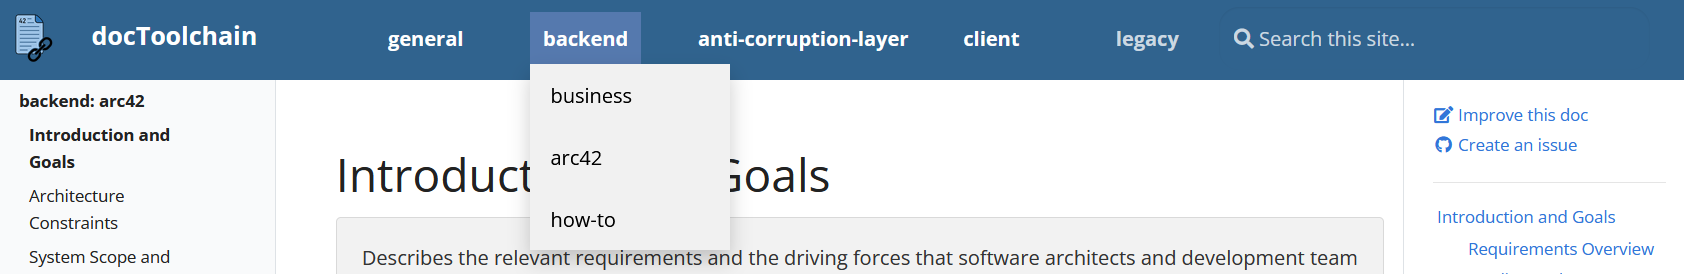 42
docToolchain
general
backend
anti-corruption-layer
client
legacy
Search this site...
business
arc42
how-to
backend: arc42
Introduction and
Goals
Architecture
Constraints
System Scope and
Introduct Goals
Describes the relevant requirements and the driving forces that software architects and development team
Improve this doc
Create an issue
Introduction and Goals
Requirements Overview